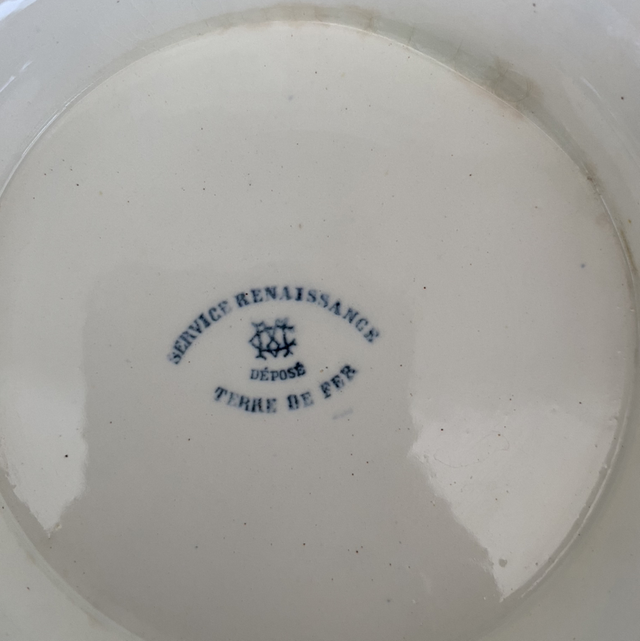 SERVICE RENAISSANCE
DÉPOSÉ
TERRE DE FER